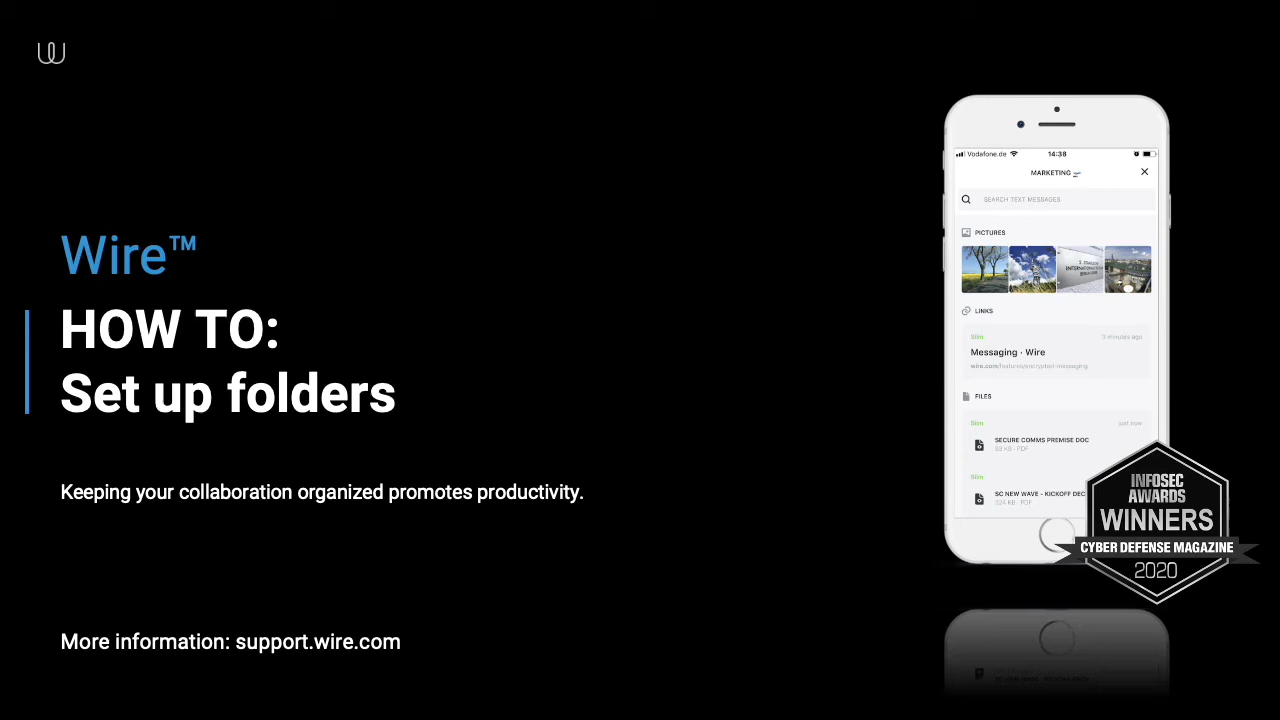 Wire™
HOW TO:
Set up folders
Keeping your collaboration organized promotes productivity.
More information: support.wire.com
Vodafone.de
14:38
MARKETING
SEARCH TEXT MESSAGES
PICTURES
INTERNATIONAL
LINKS
Slim
3 minutes ago
Messaging · Wire
wire.com/features/encrypted-messaging
FILES
Slim
just now
SECURE COMMS PREMISE DOC
Slim
SC NEW WAVE - KICKOFF DEC
324 KB · PDF
INFOSEC
AWARDS
WINNERS
CYBER DEFENSE MAGAZINE
2020